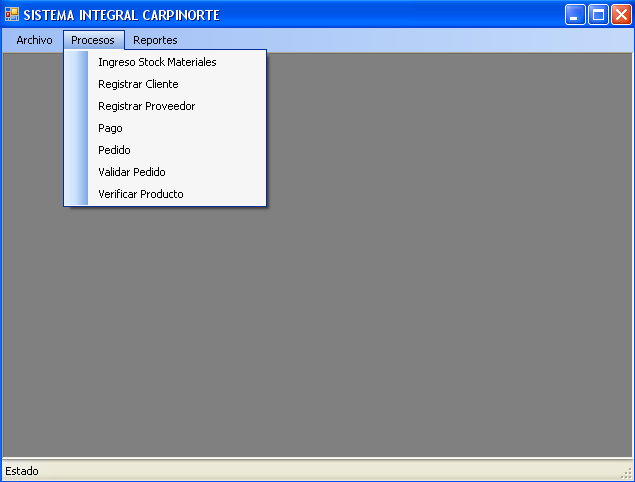 SISTEMA INTEGRAL CARPINORTE
Archivo Procesos Reportes
Ingreso Stock Materiales
Registrar Cliente
Registrar Proveedor
Pago
Pedido
Validar Pedido
Verificar Producto
Estado